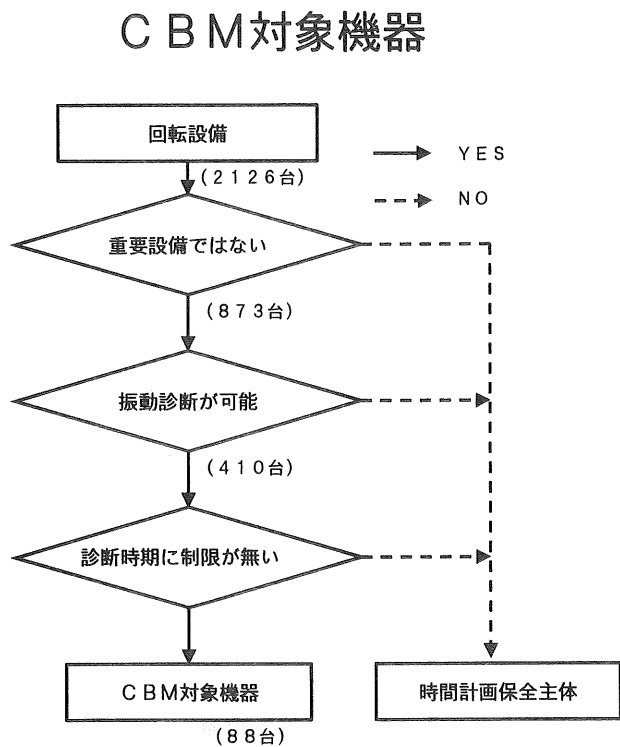 ＣＢＭ対象機器
回転設備
(２１２６台)
ＹＥＳ
ＮＯ
重要設備ではない
(８７３台)
振動診断が可能
(４１０台)
診断時期に制限が無い
ＣＢＭ対象機器
(８８台)
時間計画保全主体